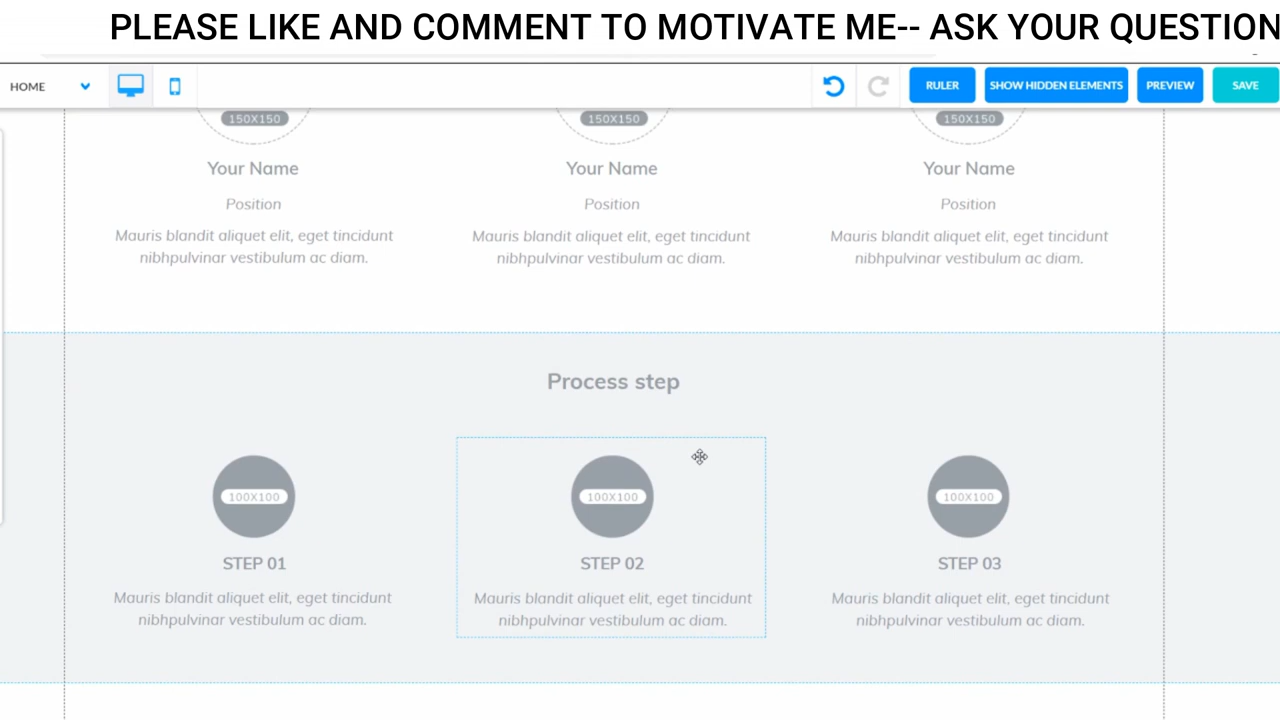 PLEASE LIKE AND COMMENT TO MOTIVATE ME-- ASK YOUR QUESTION
HOME
RULER
SHOW HIDDEN ELEMENTS
PREVIEW
SAVE
150X150
150X150
150X150
Your Name
Your Name
Your Name
Position
Position
Position
Mauris blandit aliquet elit, eget tincidunt
nibhpulvinar vestibulum ac diam.
Mauris blandit aliquet elit, eget tincidunt
nibhpulvinar vestibulum ac diam.
Mauris blandit aliquet elit, eget tincidunt
nibhpulvinar vestibulum ac diam.
Process step
100X100
100X100
100X100
STEP 01
STEP 02
STEP 03
Mauris blandit aliquet elit, eget tincidunt
nibhpulvinar vestibulum ac diam.
Mauris blandit aliquet elit, eget tincidunt
nibhpulvinar vestibulum ac diam.
Mauris blandit aliquet elit, eget tincidunt
nibhpulvinar vestibulum ac diam.